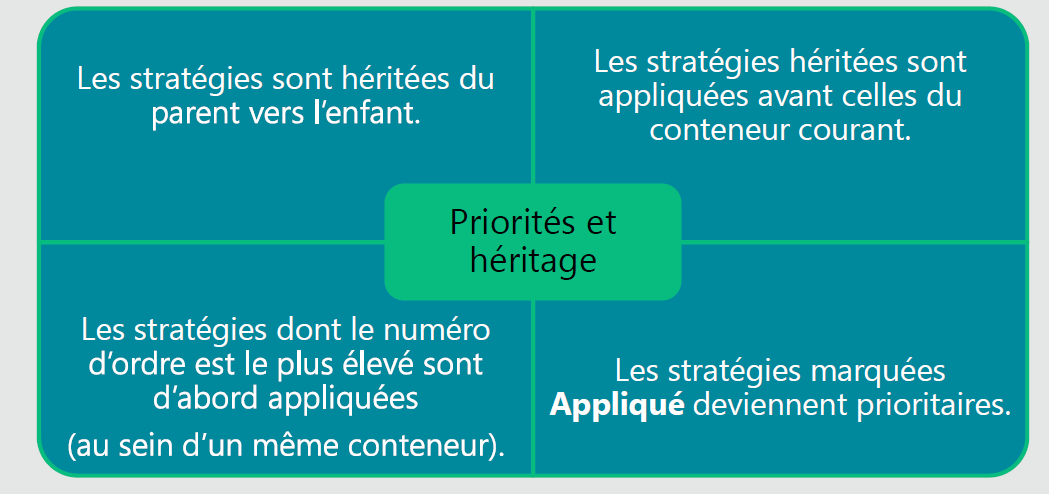 Les stratégies sont héritées du
parent vers l’enfant.
Les stratégies héritées sont
appliquées avant celles du
conteneur courant.
Priorités et
héritage
Les stratégies dont le numéro
d’ordre est le plus élevé sont
d’abord appliquées
(au sein d’un même conteneur).
Les stratégies marquées
Appliqué deviennent prioritaires.